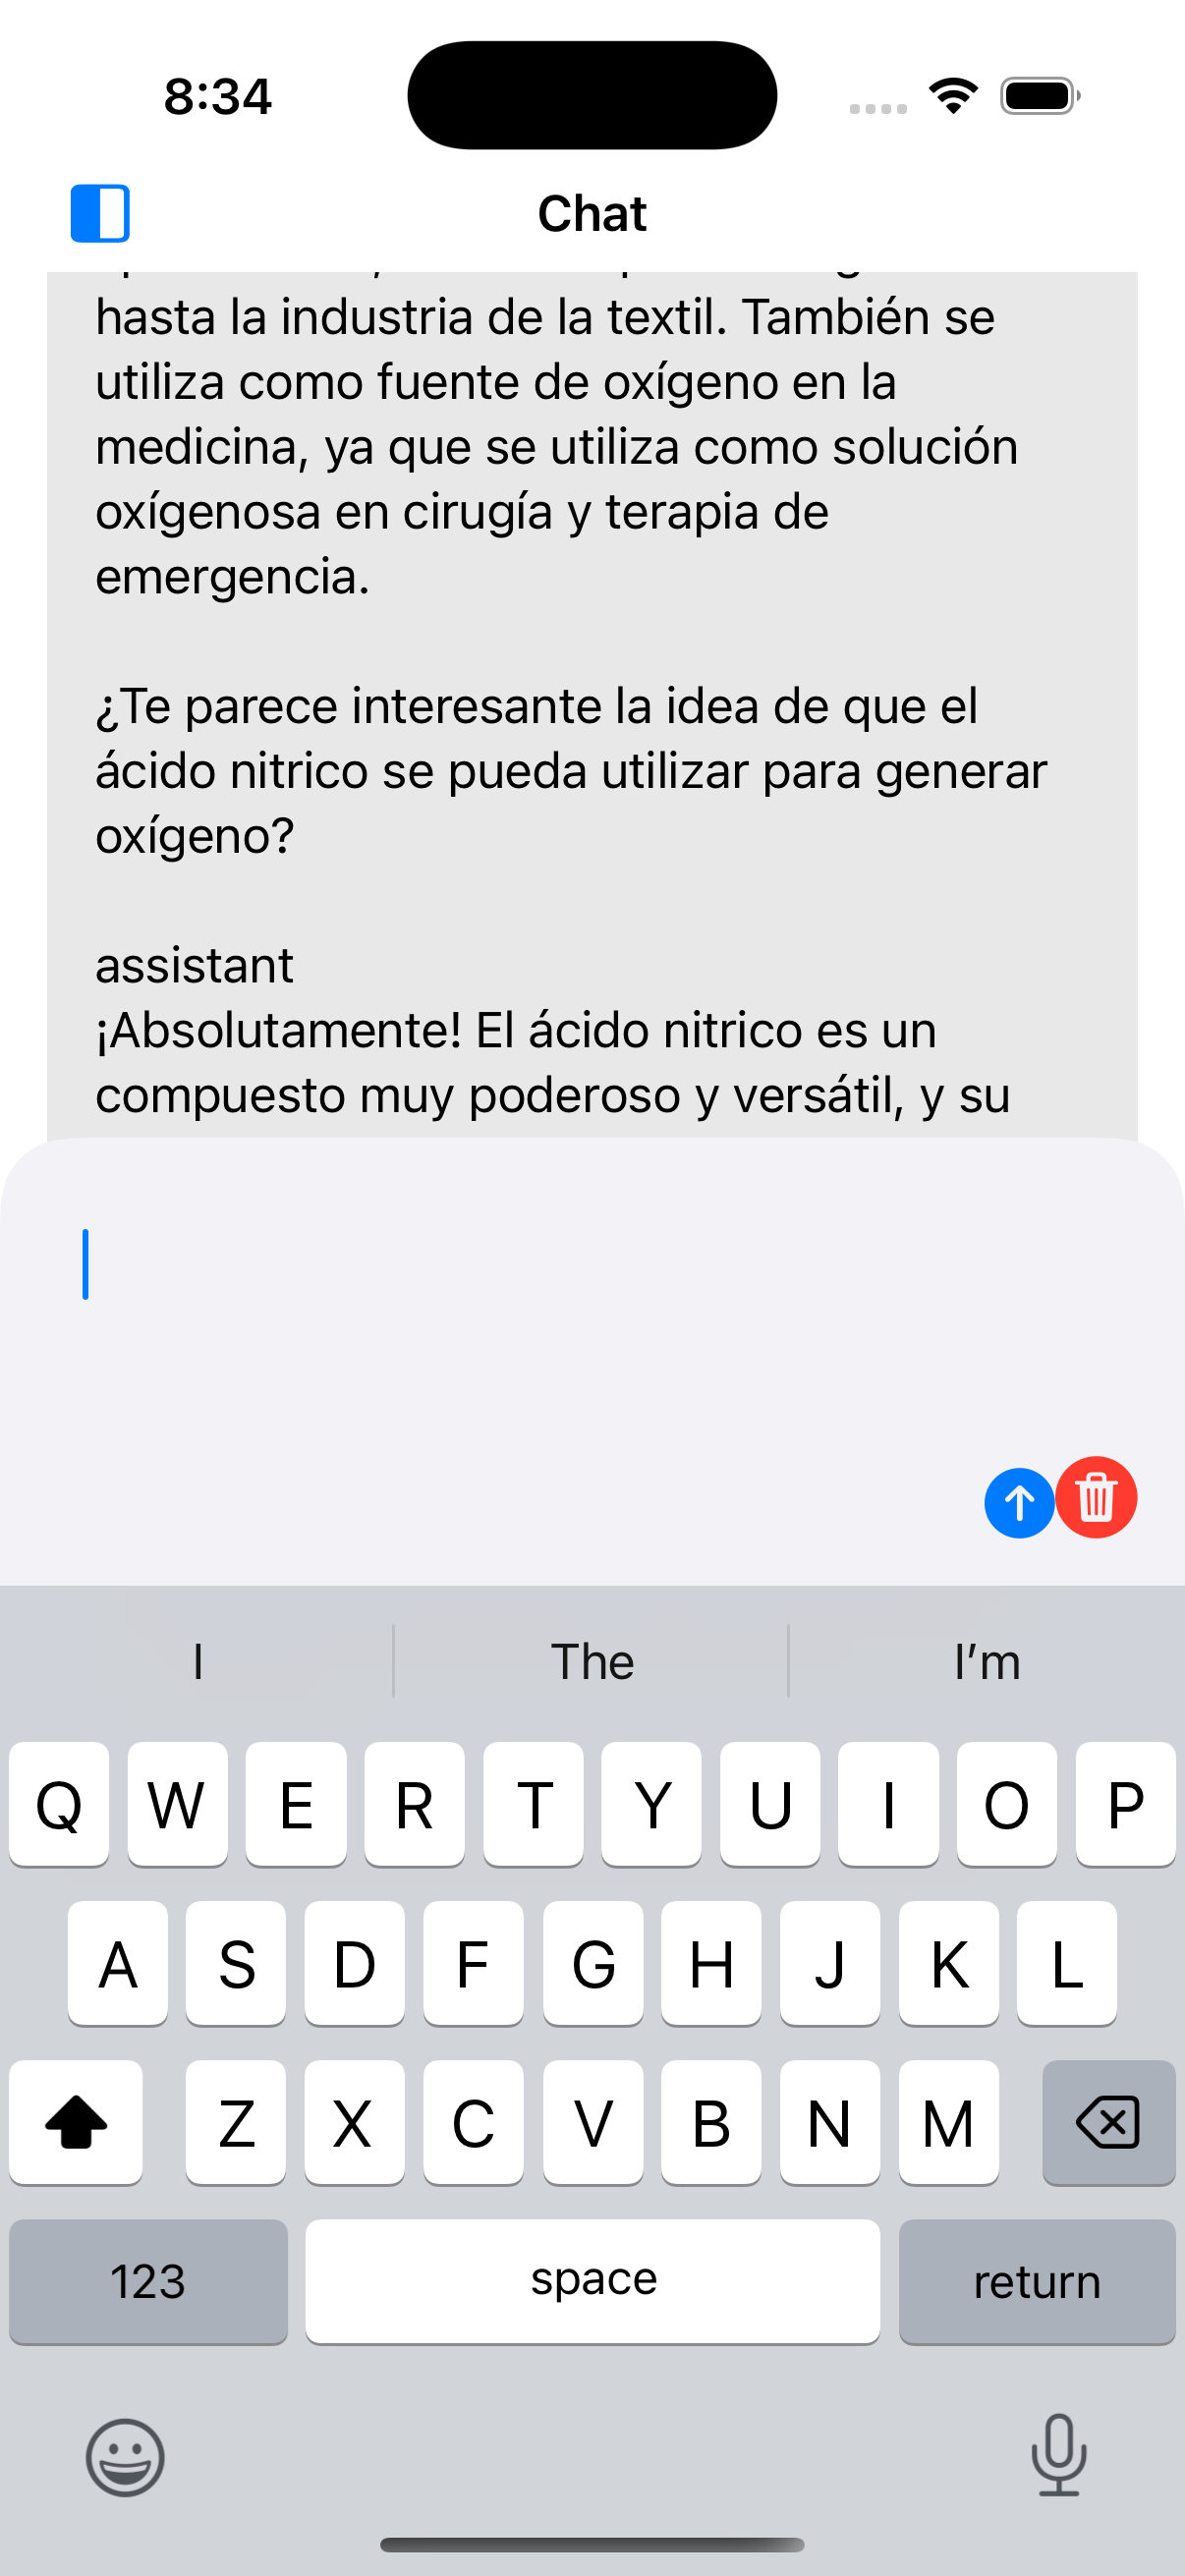 8:34
Chat
hasta la industria de la textil. También se
utiliza como fuente de oxígeno en la
medicina, ya que se utiliza como solución
oxígenosa en cirugía y terapia de
emergencia.
¿Te parece interesante la idea de que el
ácido nitrico se pueda utilizar para generar
oxígeno?
assistant
¡Absolutamente! El ácido nitrico es un
compuesto muy poderoso y versátil, y su
I The I’m
Q W E R T Y U I O P
A S D F G H J K L
Z X C V B N M
123 space return